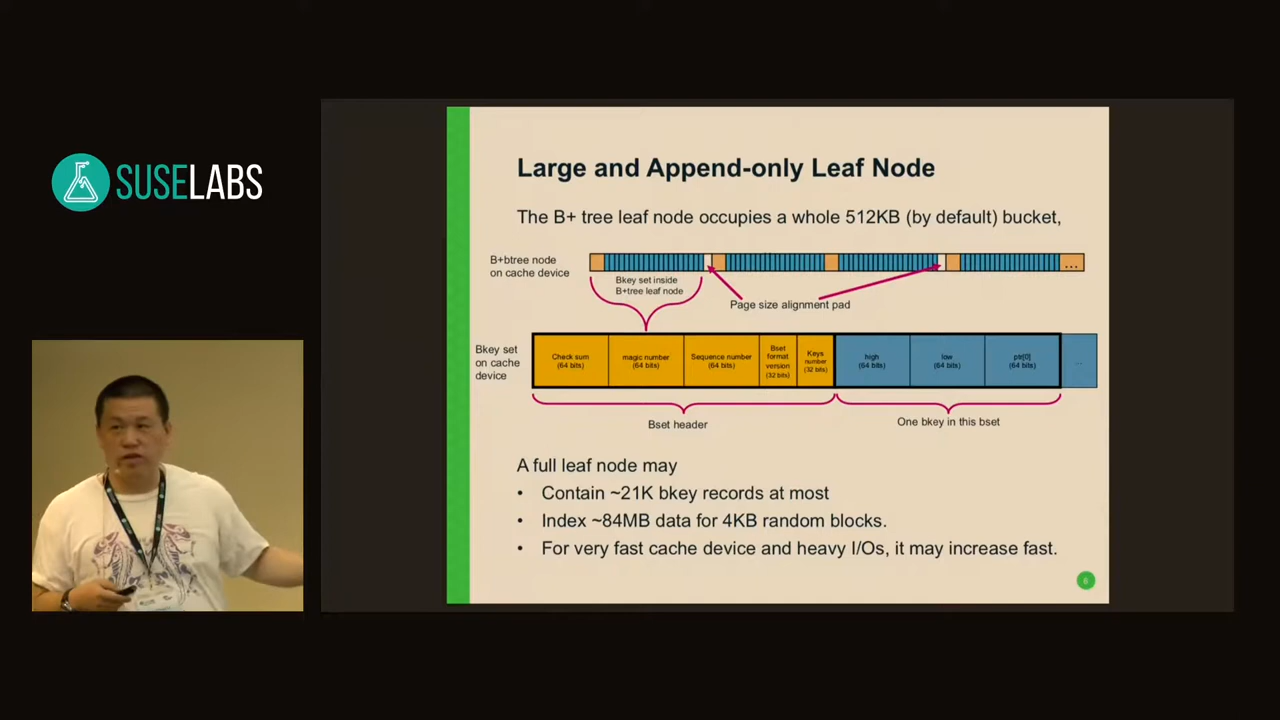 SUSELABS
Large and Append-only Leaf Node
The B+ tree leaf node occupies a whole 512KB (by default) bucket,
B+btree node
on cache device
...
Bkey set inside
B+tree leaf node
Page size alignment pad
Bkey set
on cache
device
Check sum
(64 bits)
magic number
(64 bits)
Sequence number
(64 bits)
Bset
format
version
(32 bits)
Keys
number
(32 bits)
high
(64 bits)
low
(64 bits)
ptr[0]
(64 bits)
...
Bset header
One bkey in this bset
A full leaf node may
• Contain ~21K bkey records at most
• Index ~84MB data for 4KB random blocks.
• For very fast cache device and heavy I/Os, it may increase fast.
6